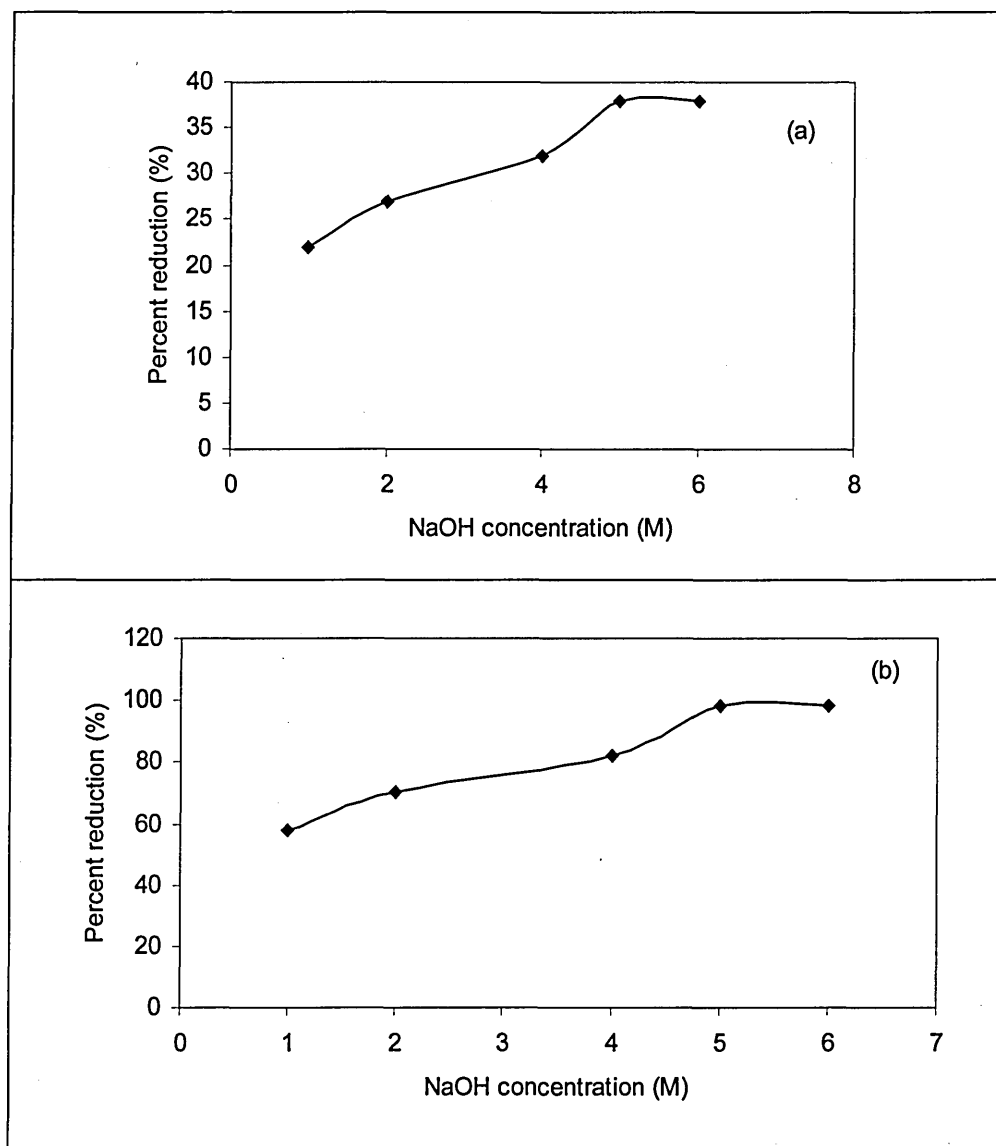 40
35
30
25
20
15
10
5
0
Percent reduction (%)
(a)
0 2 4 6 8
NaOH concentration (M)
120
100
80
60
40
20
0
Percent reduction (%)
(b)
0 1 2 3 4 5 6 7
NaOH concentration (M)